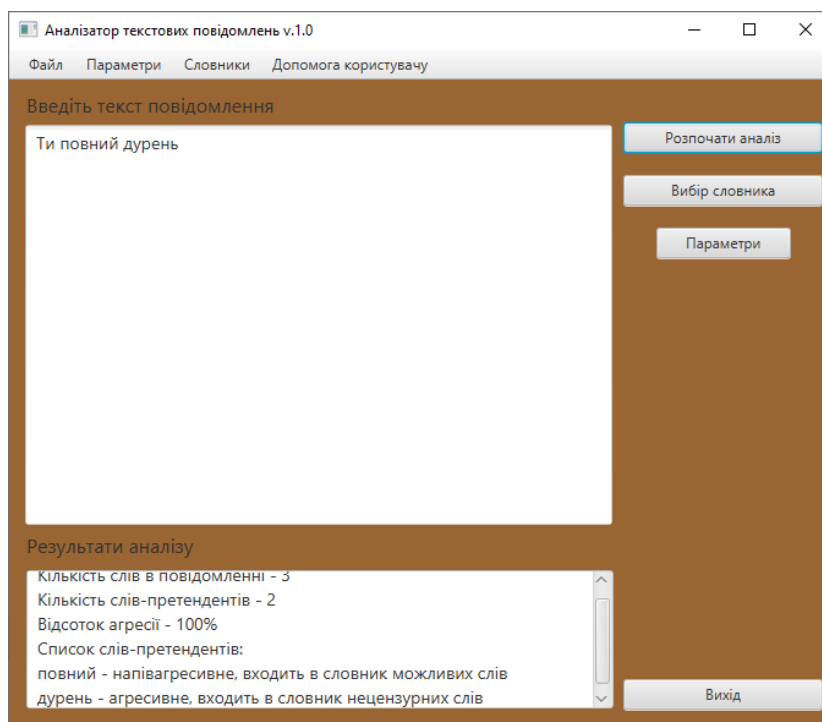 Аналізатор текстових повідомлень v.1.0
Файл Параметри Словники Допомога користувачу
Введіть текст повідомлення
Ти повний дурень
Розпочати аналіз
Вибір словника
Параметри
Результати аналізу
Кількість слів в повідомленні - 3
Кількість слів-претендентів - 2
Відсоток агресії - 100%
Список слів-претендентів:
повний - напівагресивне, входить в словник можливих слів
дурень - агресивне, входить в словник нецензурних слів
Вихід